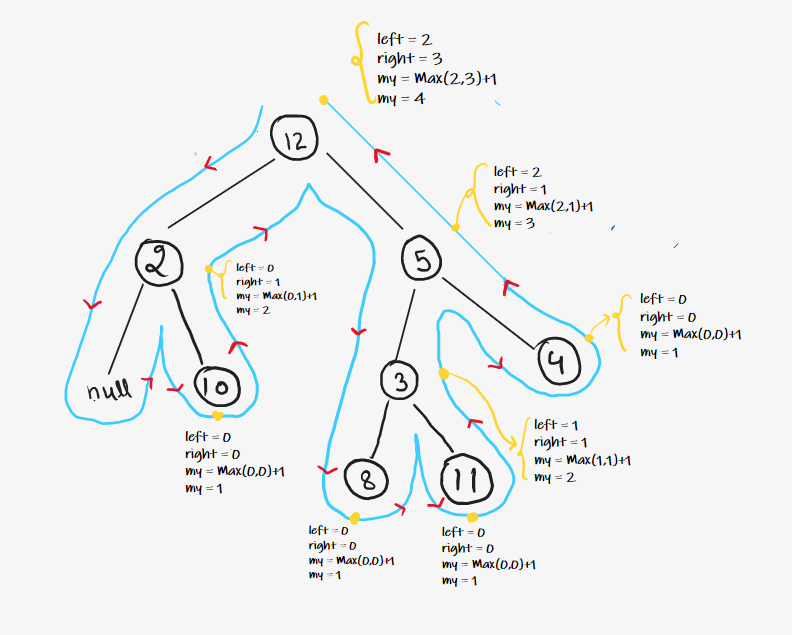 left = 2
right = 3
my = Max(2,3)+1
my = 4
12
left = 2
right = 1
my = Max(2,1)+1
my = 3
2
5
left = 0
right = 1
my = Max(0,1)+1
my = 2
left = 0
right = 0
my = Max(0,0)+1
my = 1
4
null
10
3
left = 0
right = 0
my = Max(0,0)+1
my = 1
left = 1
right = 1
my = Max(1,1)+1
my = 2
8
11
left = 0
right = 0
my = Max(0,0)+1
my = 1
left = 0
right = 0
my = Max(0,0)+1
my = 1